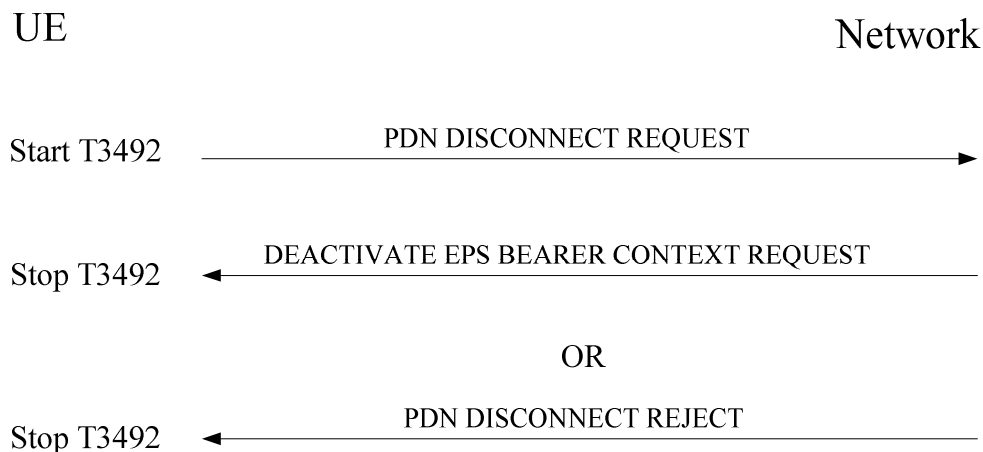 UE
Network
Start T3492
PDN DISCONNECT REQUEST
DEACTIVATE EPS BEARER CONTEXT REQUEST
Stop T3492
OR
PDN DISCONNECT REJECT
Stop T3492